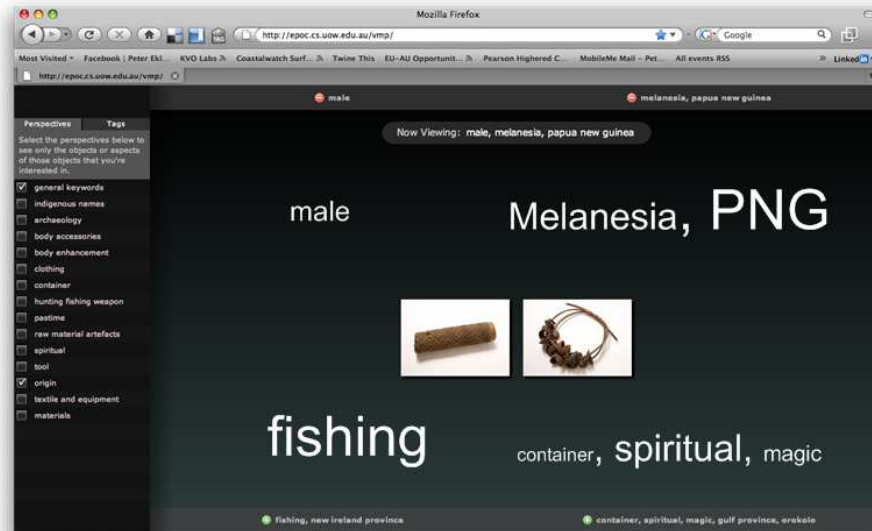 Mozilla Firefox
http://epoc.cs.uow.edu.au/vmp/
Google
Most Visited Facebook | Peter Ekl... KVO Labs Coastalwatch Surf... Twine This EU-AU Opportunit... Pearson Highered C... MobileMe Mail - Pet... All events RSS » Linked in
http://epoc.cs.uow.edu.au/vmp/
male melanesia, papua new guinea
Perspectives Tags
Now Viewing: male, melanesia, papua new guinea
Select the perspectives below to
see only the objects or aspects
of those objects that you're
interested in.
general keywords
indigenous names
archaeology
body accessories
body enhancement
clothing
container
hunting fishing weapon
pastime
raw material artefacts
spiritual
tool
origin
textile and equipment
materials
male Melanesia, PNG
fishing container, spiritual, magic
fishing, new ireland province container, spiritual, magic, gulf province, orokolo